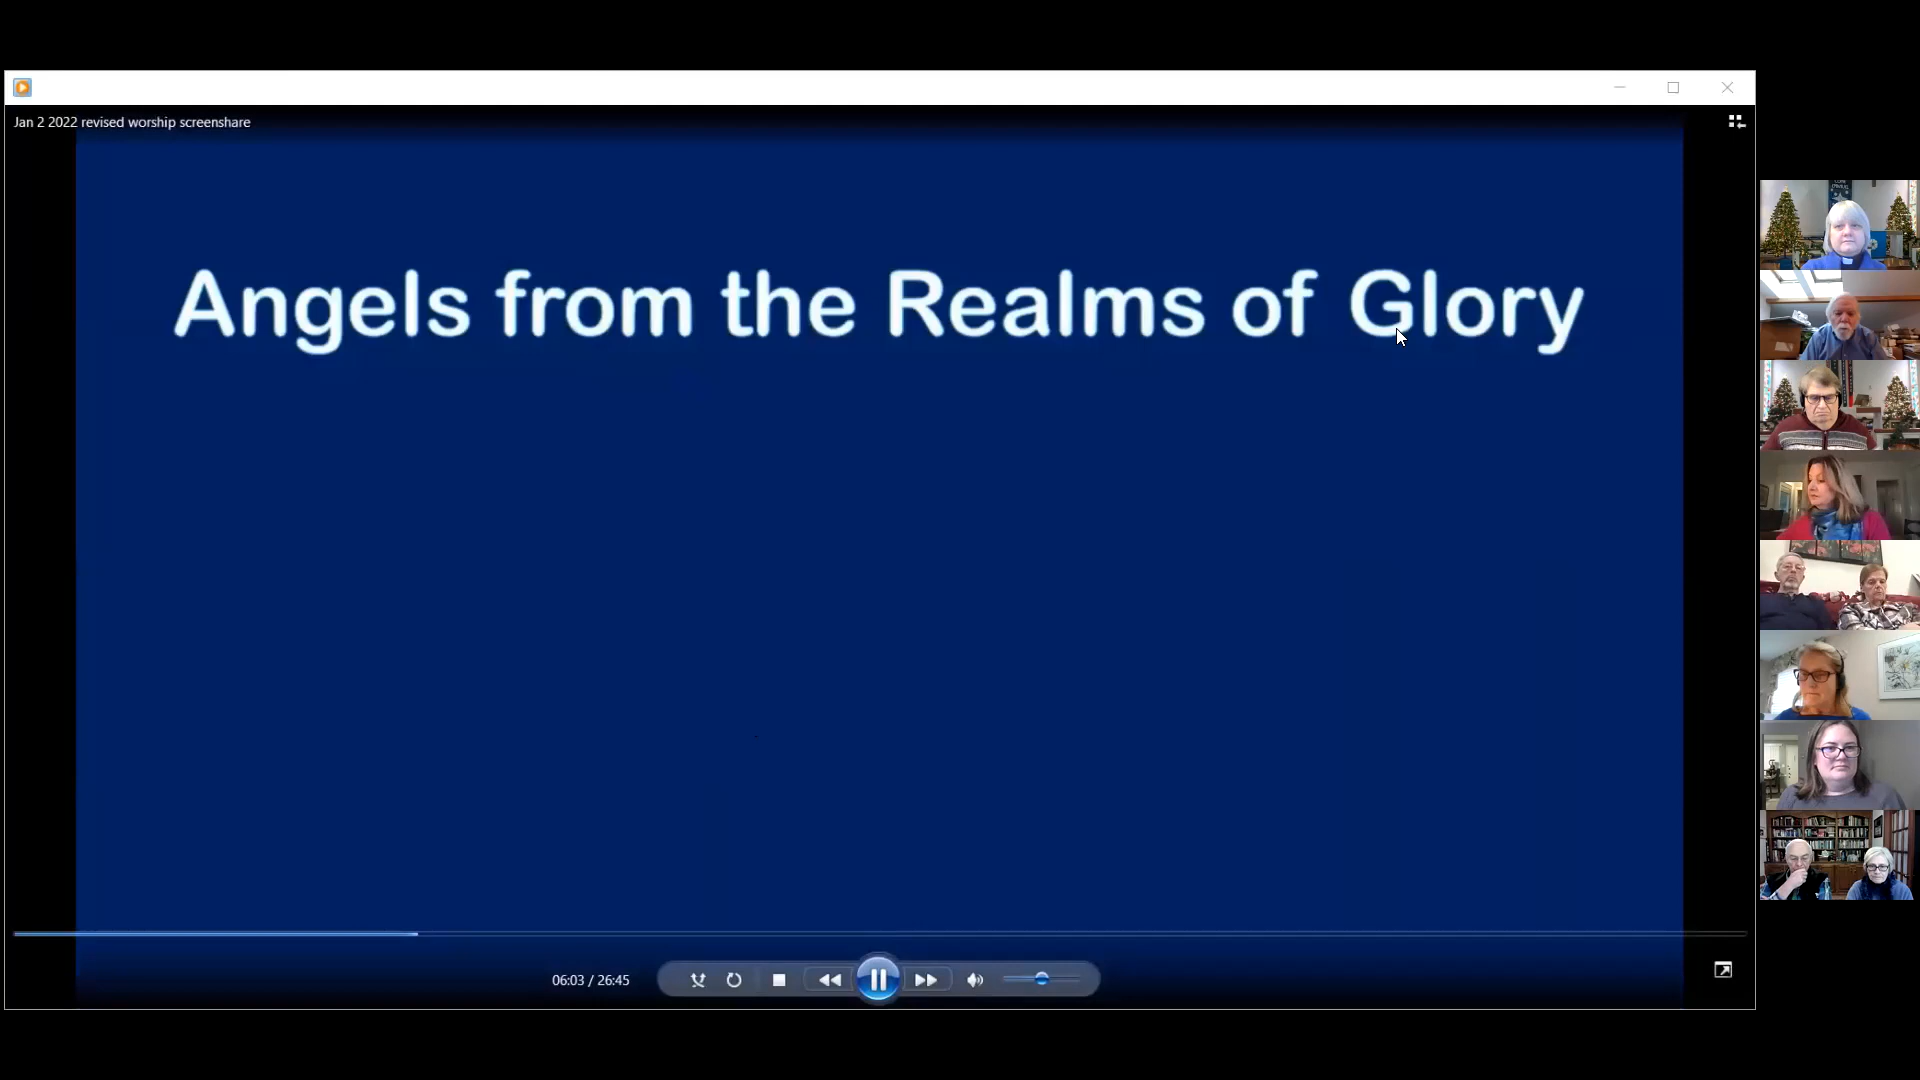 Jan 2 2022 revised worship screenshare
Angels from the Realms of Glory
06:03 / 26:45